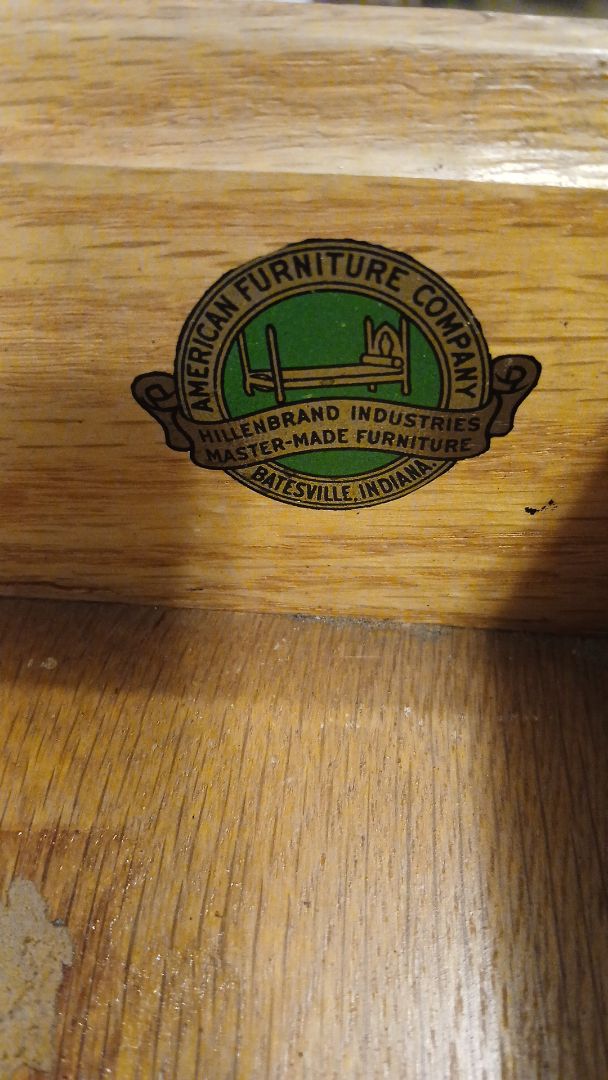 AMERICAN FURNITURE COMPANY
HILLENBRAND INDUSTRIES
MASTER-MADE FURNITURE
BATESVILLE, INDIANA.